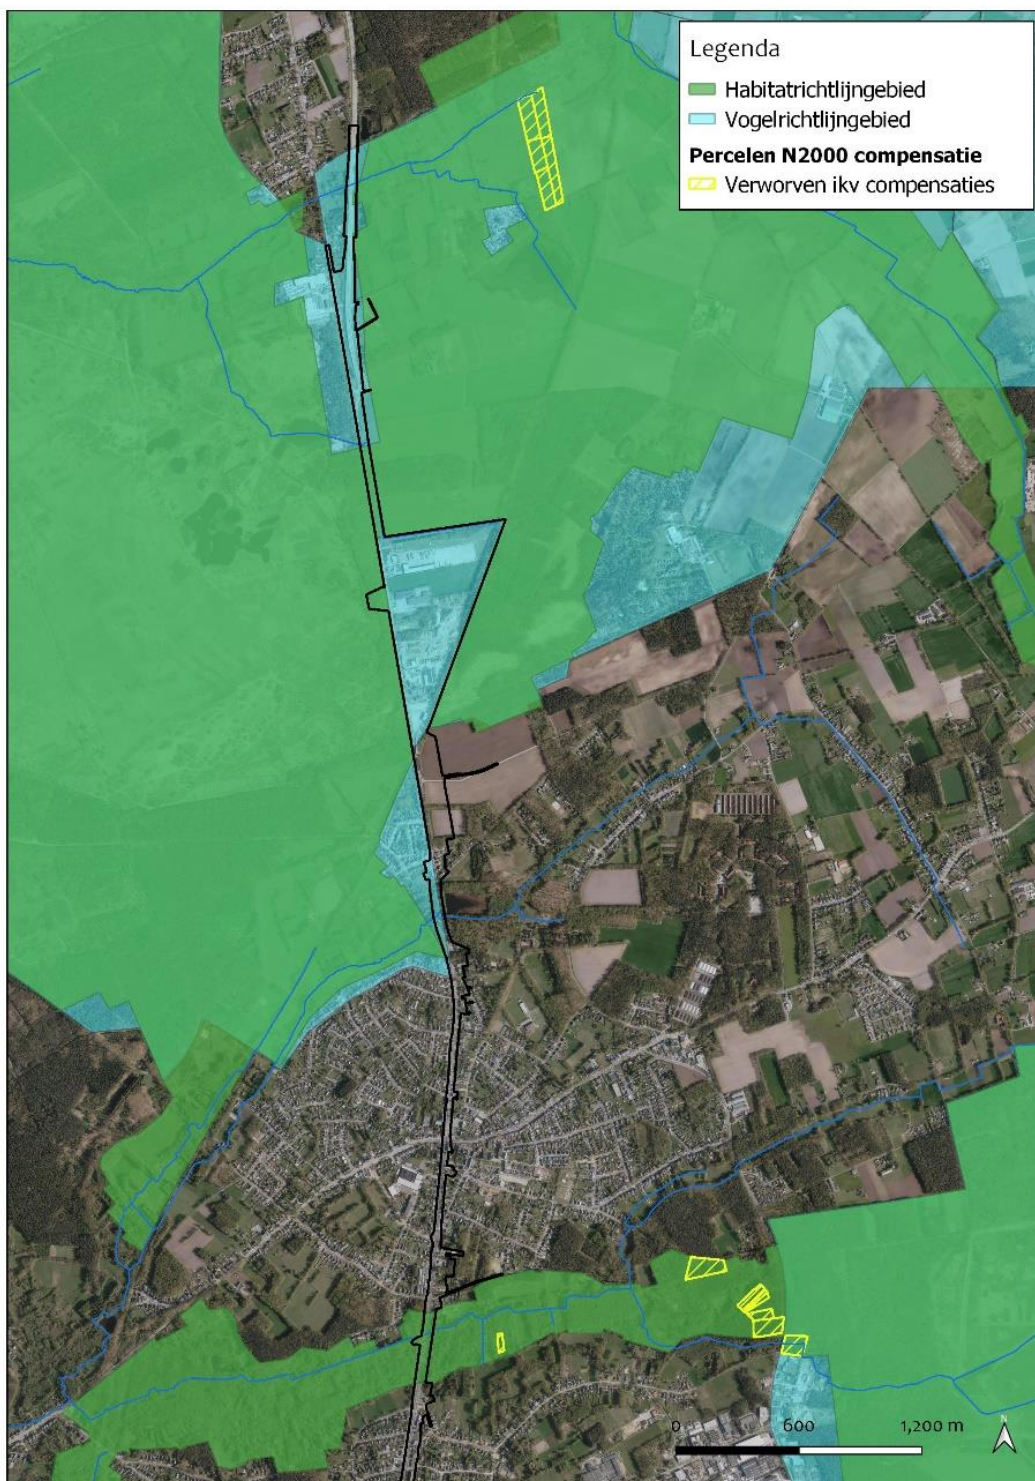 Legenda
Habitatrichtlijngebied
Vogelrichtlijngebied
Percelen N2000 compensatie
Verworven ikv compensaties
0 600 1,200 m
N